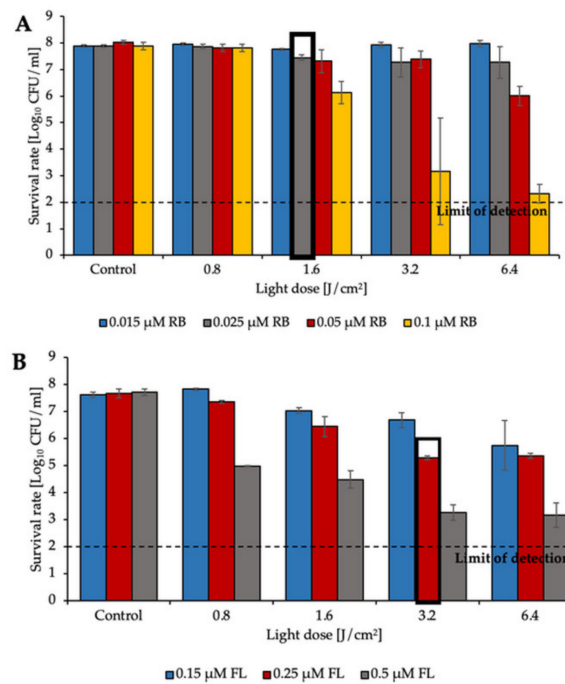 A
Survival rate [Log₁₀ CFU/ml]
9
8
7
6
5
4
3
2
1
0
Limit of detection
Control 0.8 1.6 3.2 6.4
Light dose [J/cm²]
0.015 µM RB 0.025 µM RB 0.05 µM RB 0.1 µM RB
B
Survival rate [Log₁₀ CFU/ml]
9
8
7
6
5
4
3
2
1
0
Limit of detection
Control 0.8 1.6 3.2 6.4
Light dose [J/cm²]
0.15 µM FL 0.25 µM FL 0.5 µM FL